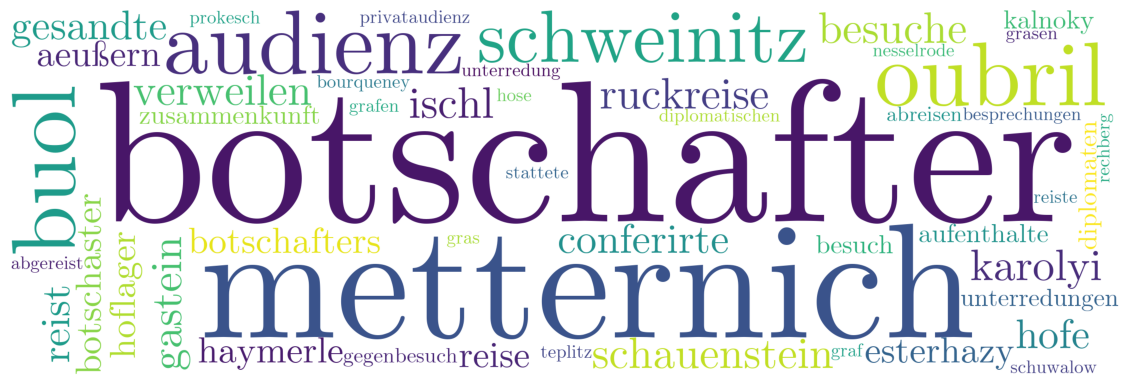 gesandte
prokesch
privataudienz
audienz
schweinitz
besuche
kalnoky
grasen
nesselrode
aeußern
unterredung
oubril
bourqueney
verweilen
ischl
hose
ruckreise
grafen
zusammenkunft
diplomatischen
abreisen
besprechungen
buol
botschafter
stattete
rechberg
diplomaten
reiste
botschaster
hoflager
gastein
botschafters
gras
conferirte
besuch
aufenthalte
abgereist
metternich
karolyi
reist
unterredungen
hofe
haymerle
gegenbesuch
reise
teplitz
schauenstein
graf
esterhazy
schuwalow